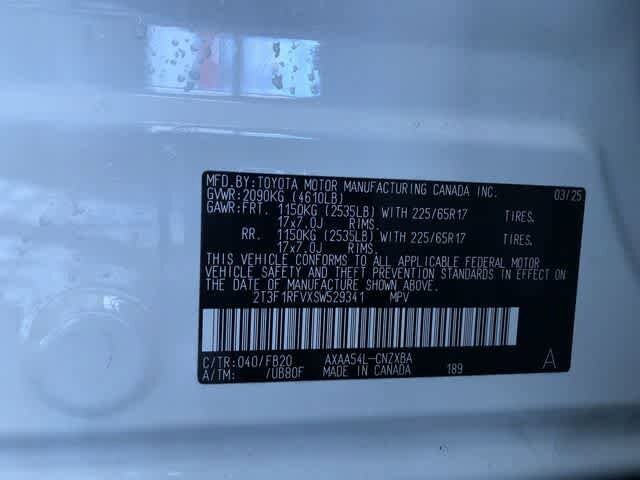 MFD.BY:TOYOTA MOTOR MANUFACTURING CANADA INC. 03/25
GVWR:2090KG (4610LB)
GAWR:FRT. 1150KG (2535LB) WITH 225/65R17 TIRES.
17x7.0J RIMS.
RR. 1150KG (2535LB) WITH 225/65R17 TIRES.
17x7.0J RIMS.
THIS VEHICLE CONFORMS TO ALL APPLICABLE FEDERAL MOTOR
VEHICLE SAFETY AND THEFT PREVENTION STANDARDS IN EFFECT ON
THE DATE OF MANUFACTURE SHOWN ABOVE.
2T3F1RFVXSW529341 MPV
C/TR:040/FB20 AXAA54L-CNZXBA
A/TM: /UB80F MADE IN CANADA 189 A